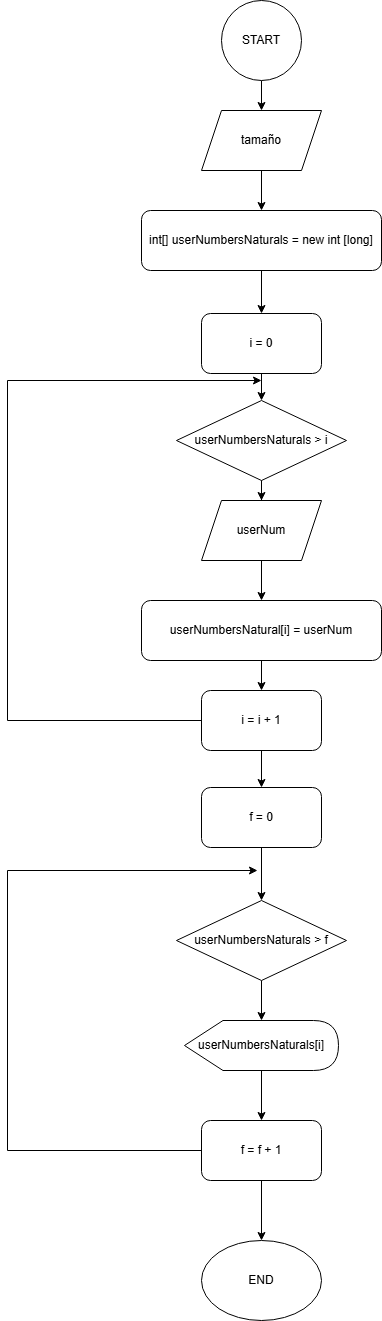 START
tamaño
int[] userNumbersNaturals = new int [long]
i = 0
userNumbersNaturals > i
userNum
userNumbersNatural[i] = userNum
i = i + 1
f = 0
userNumbersNaturals > f
userNumbersNaturals[i]
f = f + 1
END